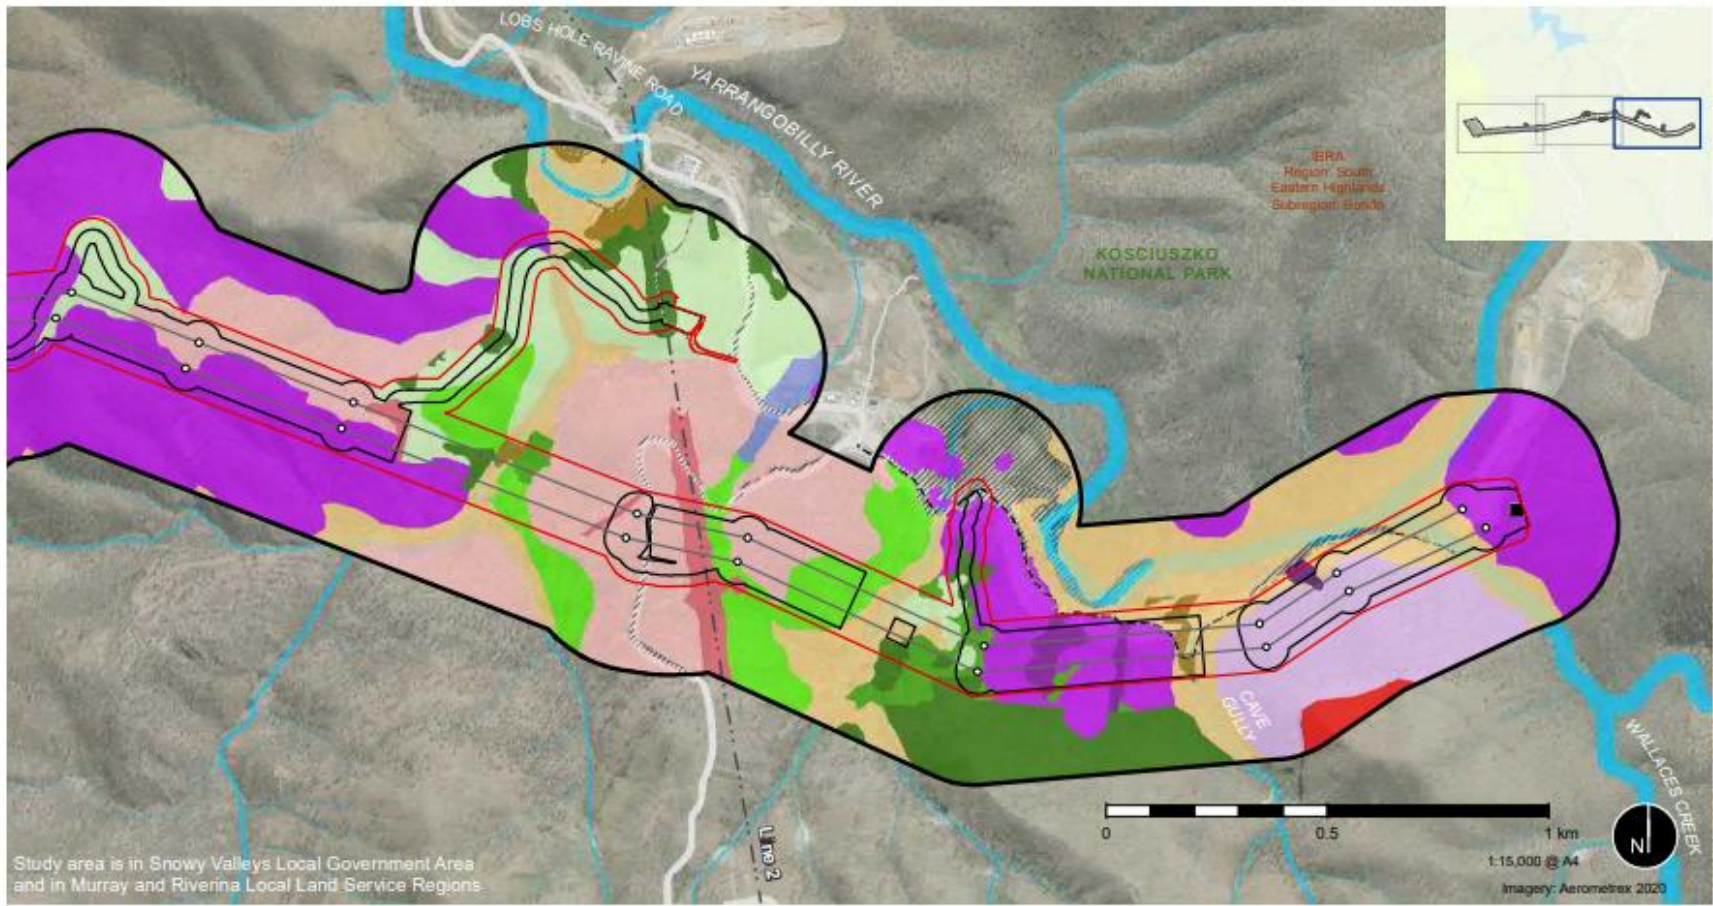 LOBS HOLE RAVINE ROAD
YARRANGOBILLY RIVER
IBRA
Region: South
Eastern Highlands
Subregion: Bondo
KOSCIUSZKO
NATIONAL PARK
CAVE
GULLY
WALLACES CREEK
Line 2
0
0.5
1 km
N
1:15,000 @ A4
Study area is in Snowy Valleys Local Government Area
and in Murray and Riverina Local Land Service Regions
Imagery: Aerometrex 2020